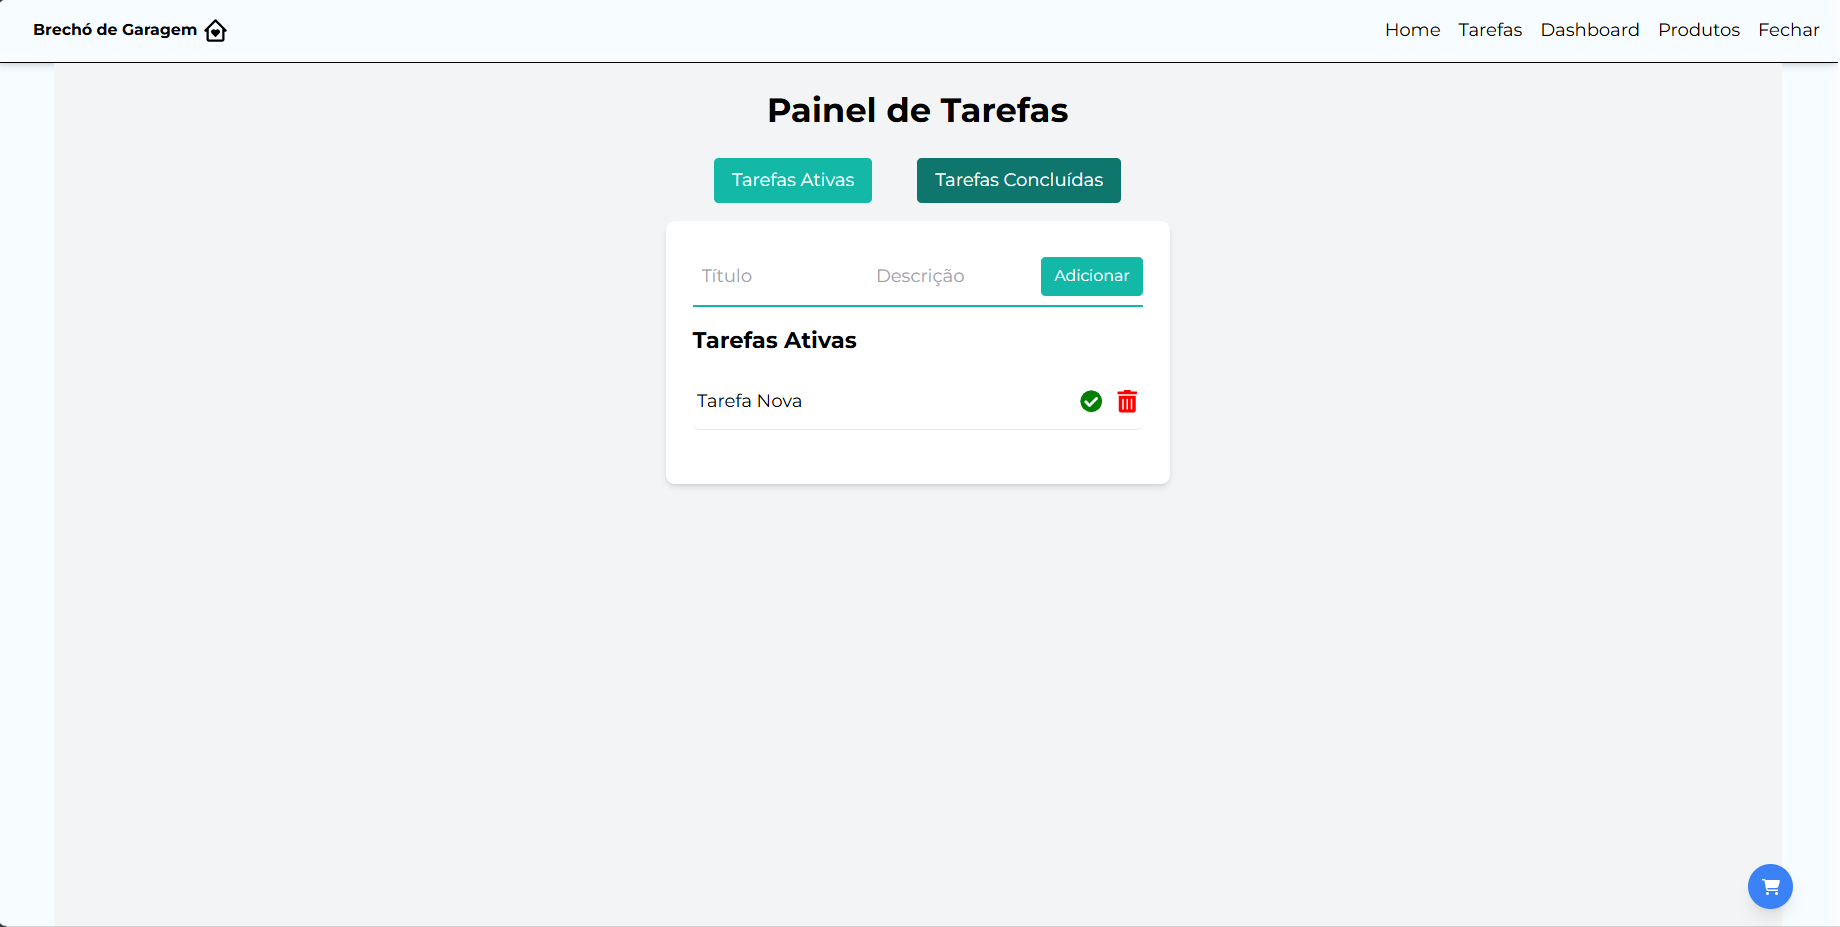 Brechó de Garagem
Home Tarefas Dashboard Produtos Fechar
Painel de Tarefas
Tarefas Ativas Tarefas Concluídas
Título Descrição Adicionar
Tarefas Ativas
Tarefa Nova